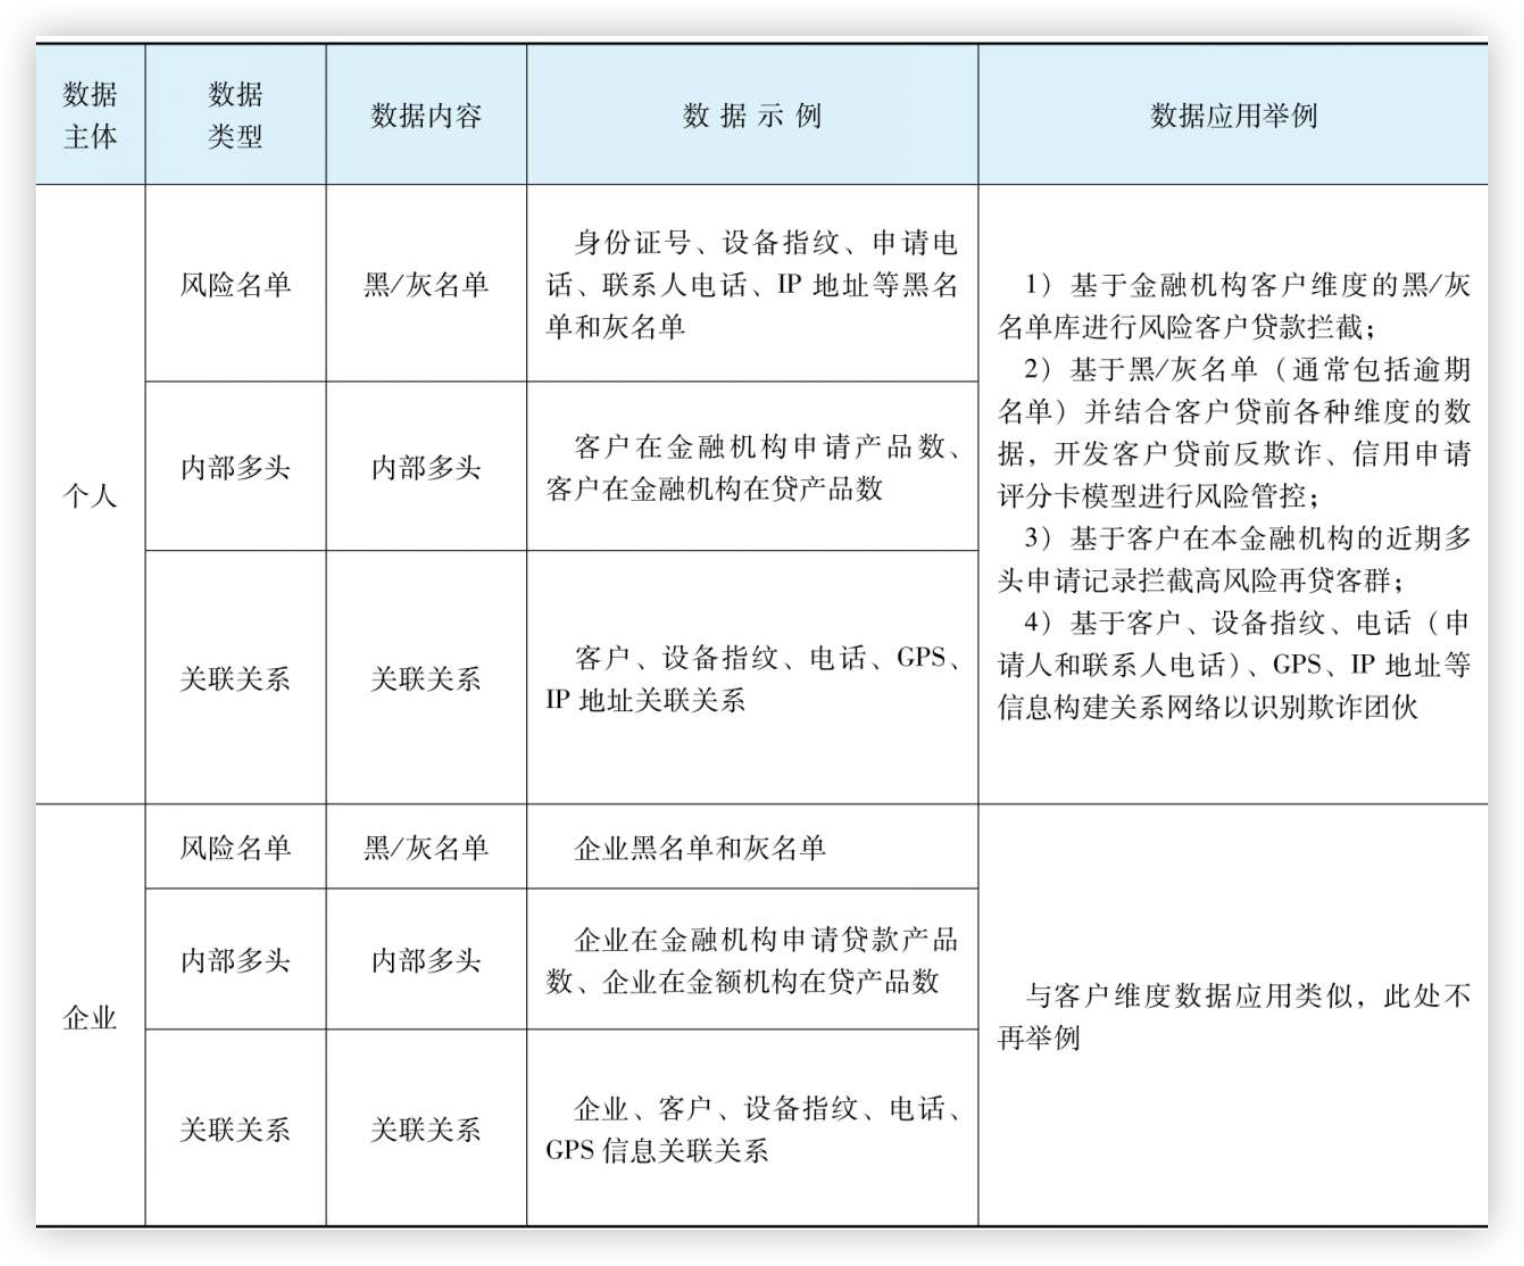 数据
主体
数据
类型
数据内容
数据示例
数据应用举例
个人
风险名单
黑/灰名单
身份证号、设备指纹、申请电
话、联系人电话、IP 地址等黑名
单和灰名单
内部多头
内部多头
客户在金融机构申请产品数、
客户在金融机构在贷产品数
关联关系
关联关系
客户、设备指纹、电话、GPS、
IP 地址关联关系
1）基于金融机构客户维度的黑/灰
名单库进行风险客户贷款拦截；
2）基于黑/灰名单（通常包括逾期
名单）并结合客户贷前各种维度的数
据，开发客户贷前反欺诈、信用申请
评分卡模型进行风险管控；
3）基于客户在本金融机构的近期多
头申请记录拦截高风险再贷客群；
4）基于客户、设备指纹、电话（申
请人和联系人电话）、GPS、IP 地址等
信息构建关系网络以识别欺诈团伙
企业
风险名单
黑/灰名单
企业黑名单和灰名单
内部多头
内部多头
企业在金融机构申请贷款产品
数、企业在金额机构在贷产品数
关联关系
关联关系
企业、客户、设备指纹、电话、
GPS 信息关联关系
与客户维度数据应用类似，此处不
再举例